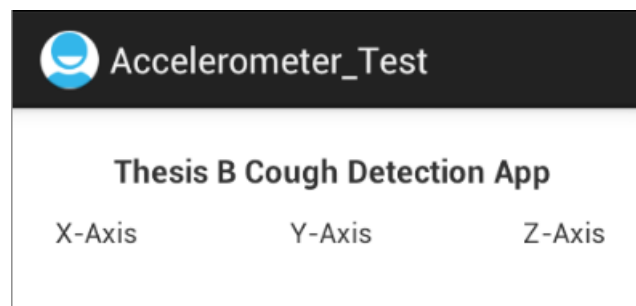 Accelerometer_Test
Thesis B Cough Detection App
X-Axis Y-Axis Z-Axis